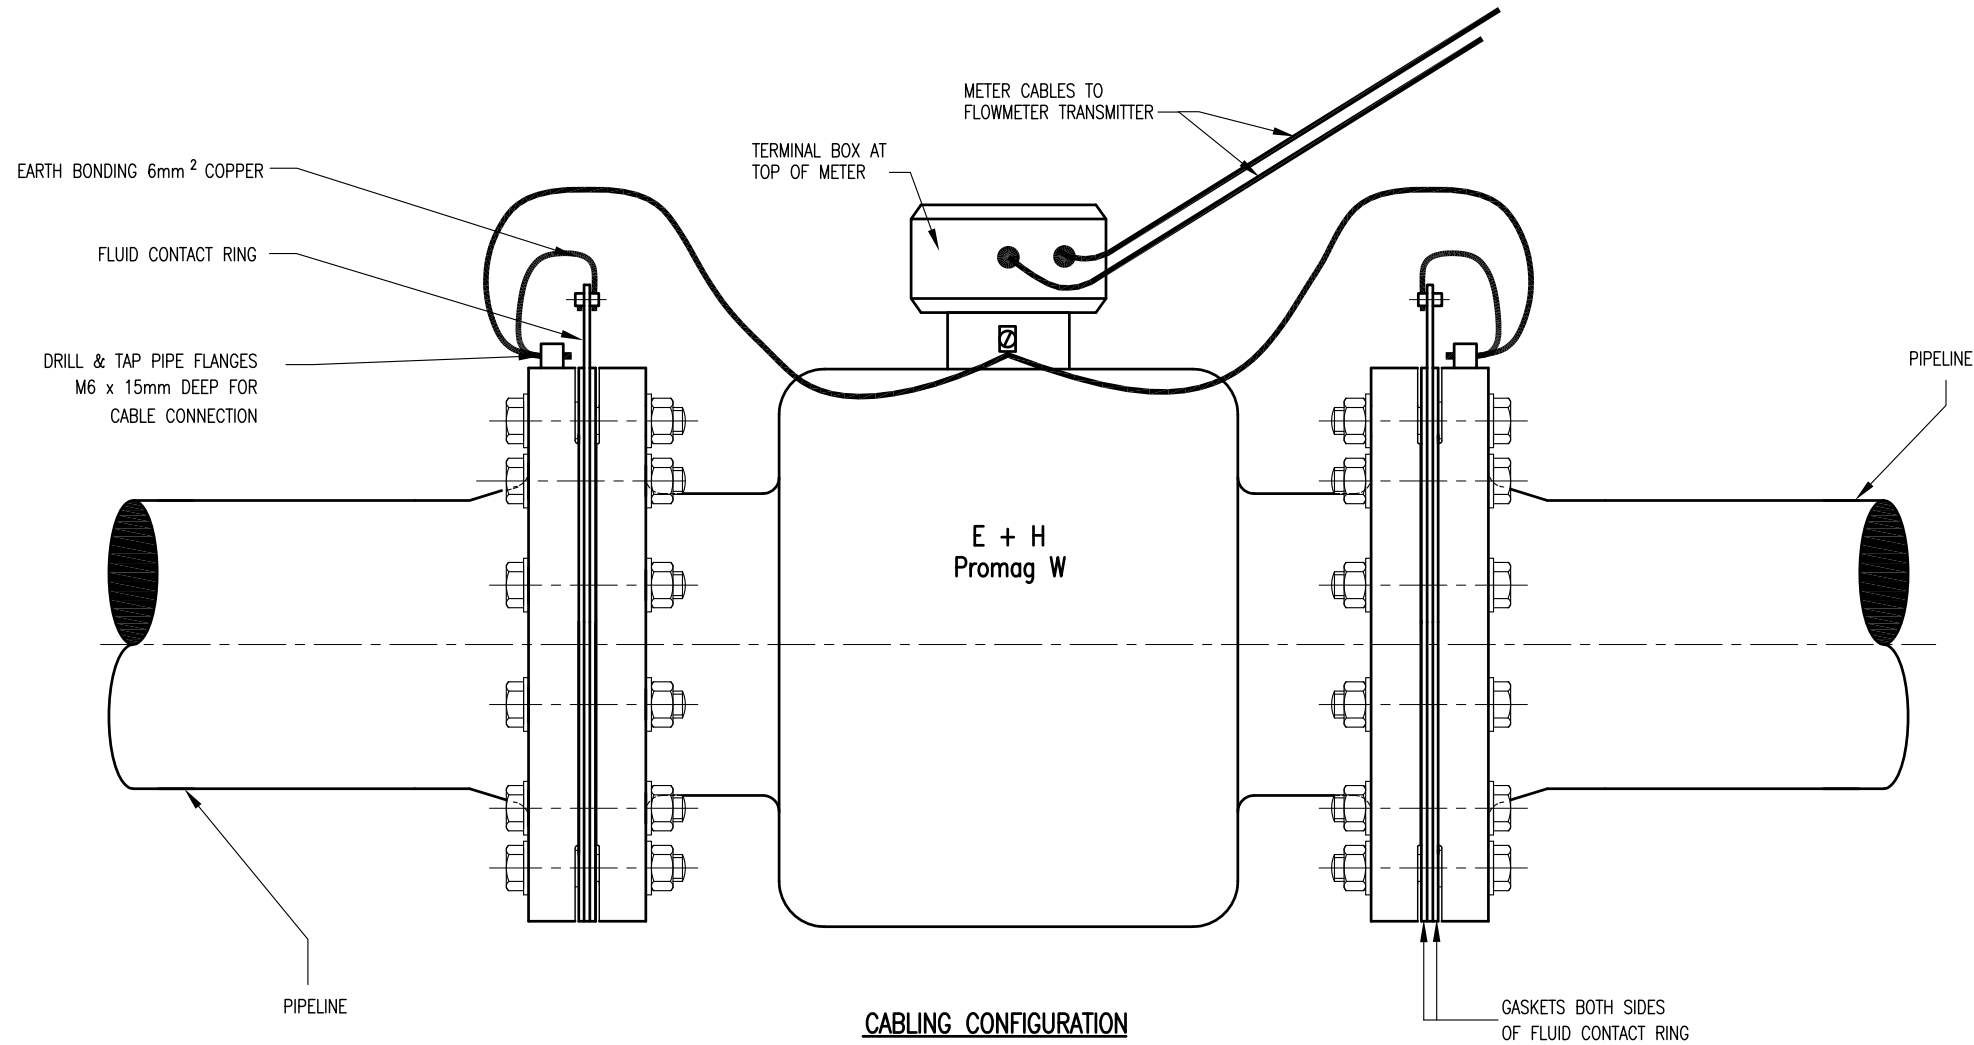 METER CABLES TO
FLOWMETER TRANSMITTER
TERMINAL BOX AT
TOP OF METER
EARTH BONDING 6mm² COPPER
FLUID CONTACT RING
DRILL & TAP PIPE FLANGES
M6 x 15mm DEEP FOR
CABLE CONNECTION
PIPELINE
E + H
Promag W
PIPELINE
CABLING CONFIGURATION
GASKETS BOTH SIDES
OF FLUID CONTACT RING